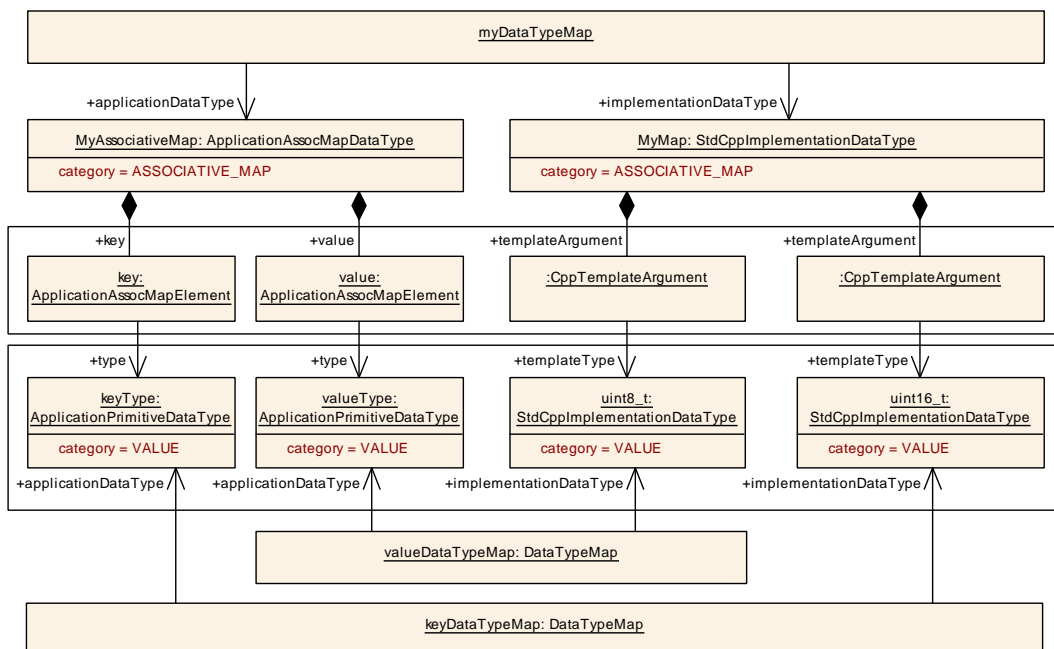 myDataTypeMap
+applicationDataType
+implementationDataType
MyAssociativeMap: ApplicationAssocMapDataType
MyMap: StdCppImplementationDataType
category = ASSOCIATIVE_MAP
category = ASSOCIATIVE_MAP
+key
+value
+templateArgument
+templateArgument
key:
ApplicationAssocMapElement
value:
ApplicationAssocMapElement
:CppTemplateArgument
:CppTemplateArgument
+type
+type
+templateType
+templateType
keyType:
ApplicationPrimitiveDataType
valueType:
ApplicationPrimitiveDataType
uint8_t:
StdCppImplementationDataType
uint16_t:
StdCppImplementationDataType
category = VALUE
category = VALUE
category = VALUE
category = VALUE
+applicationDataType
+applicationDataType
+implementationDataType
+implementationDataType
valueDataTypeMap: DataTypeMap
keyDataTypeMap: DataTypeMap